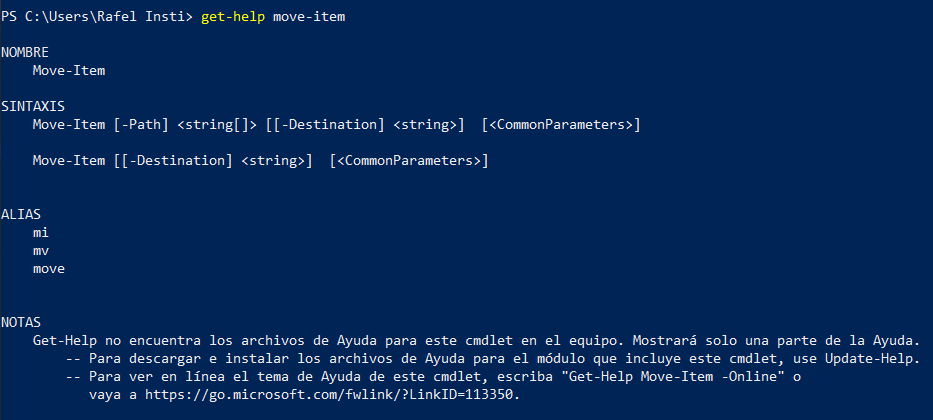 PS C:\Users\Rafel Insti> get-help move-item
NOMBRE
Move-Item
SINTAXIS
Move-Item [-Path] <string[]> [[-Destination] <string>]  [<CommonParameters>]
Move-Item [[-Destination] <string>]  [<CommonParameters>]
ALIAS
mi
mv
move
NOTAS
Get-Help no encuentra los archivos de Ayuda para este cmdlet en el equipo. Mostrará solo una parte de la Ayuda.
-- Para descargar e instalar los archivos de Ayuda para el módulo que incluye este cmdlet, use Update-Help.
-- Para ver en línea el tema de Ayuda de este cmdlet, escriba "Get-Help Move-Item -Online" o
vaya a https://go.microsoft.com/fwlink/?LinkID=113350.